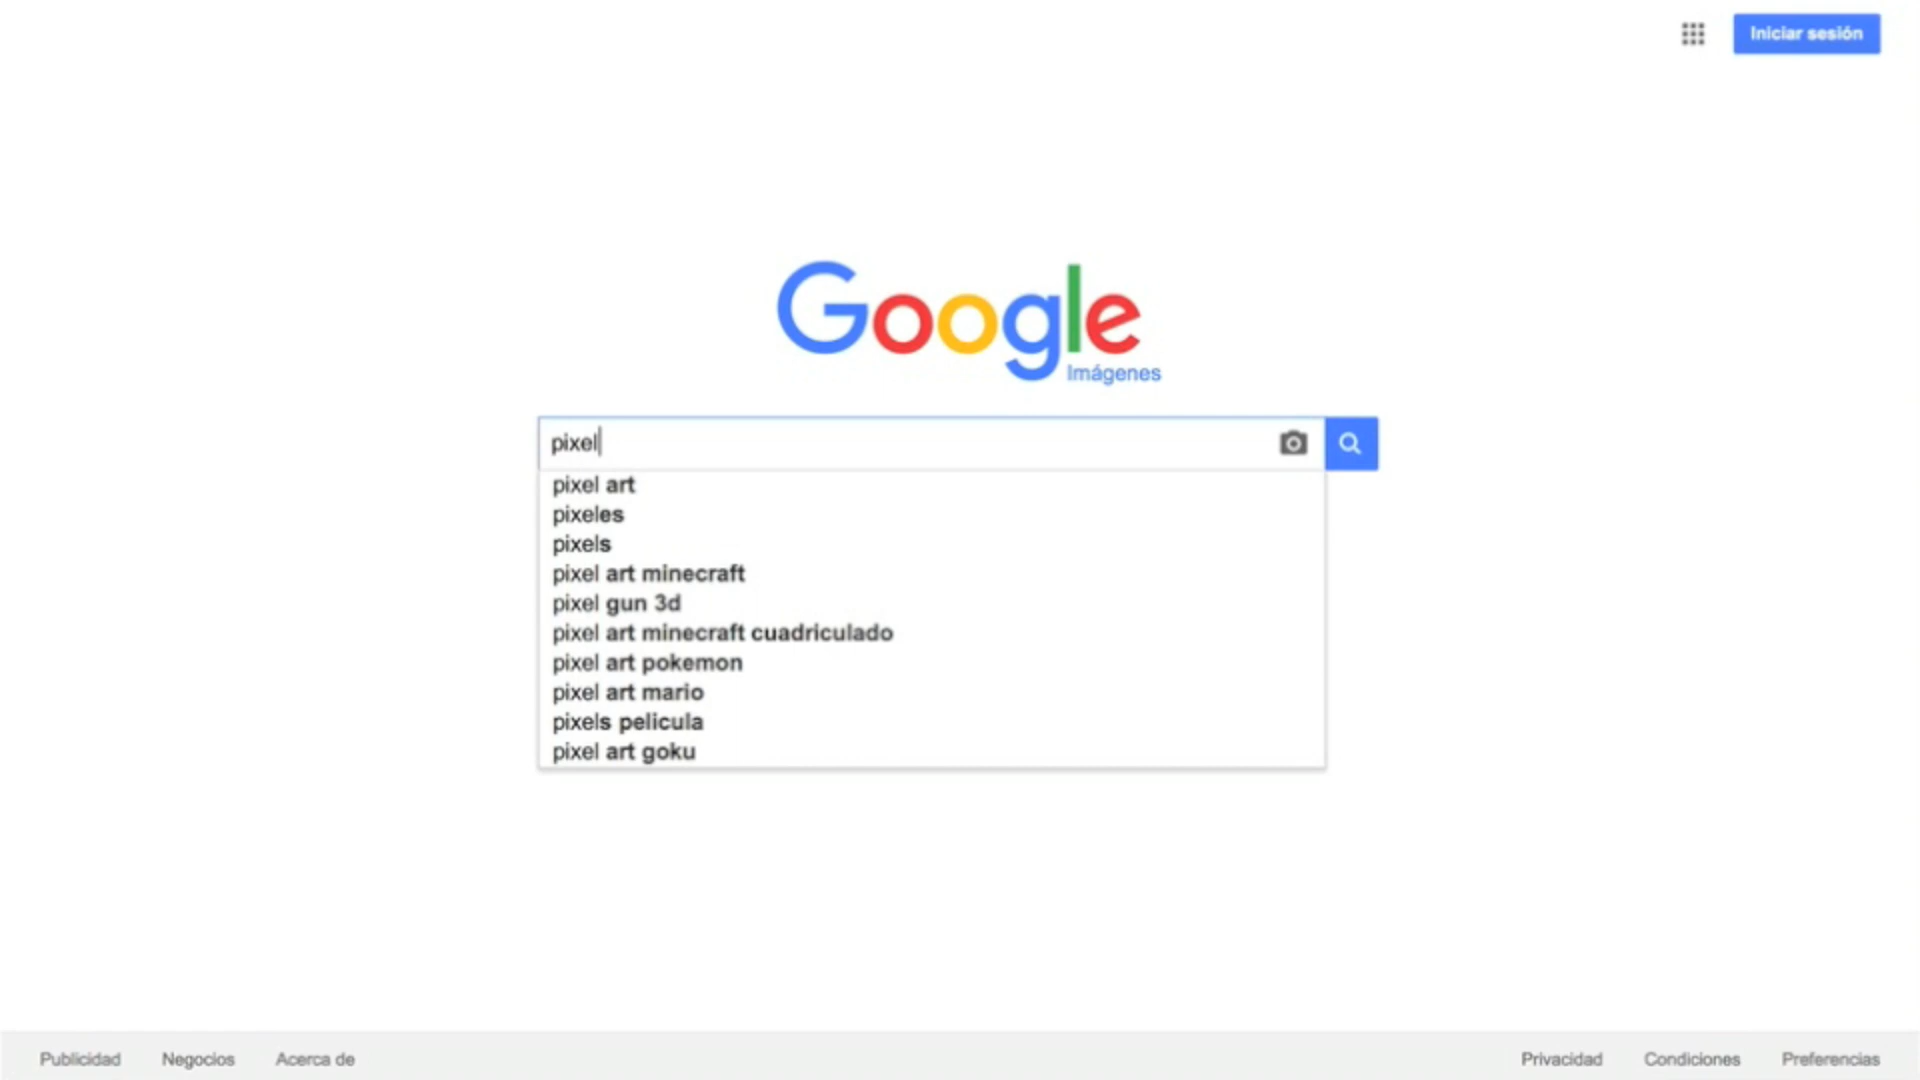 Iniciar sesión
Google
Imágenes
pixel
pixel art
pixeles
pixels
pixel art minecraft
pixel gun 3d
pixel art minecraft cuadriculado
pixel art pokemon
pixel art mario
pixels pelicula
pixel art goku
Publicidad Negocios Acerca de Privacidad Condiciones Preferencias